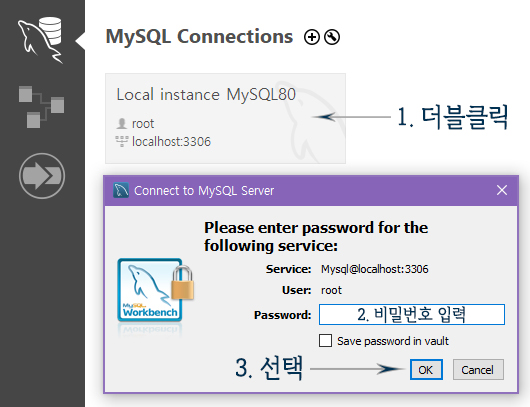 MySQL Connections
Local instance MySQL80
root
localhost:3306
1. 더블클릭
Connect to MySQL Server
Please enter password for the
following service:
Service: Mysql@localhost:3306
User: root
Password: 2. 비밀번호 입력
Save password in vault
MySQL
Workbench
3. 선택
OK Cancel